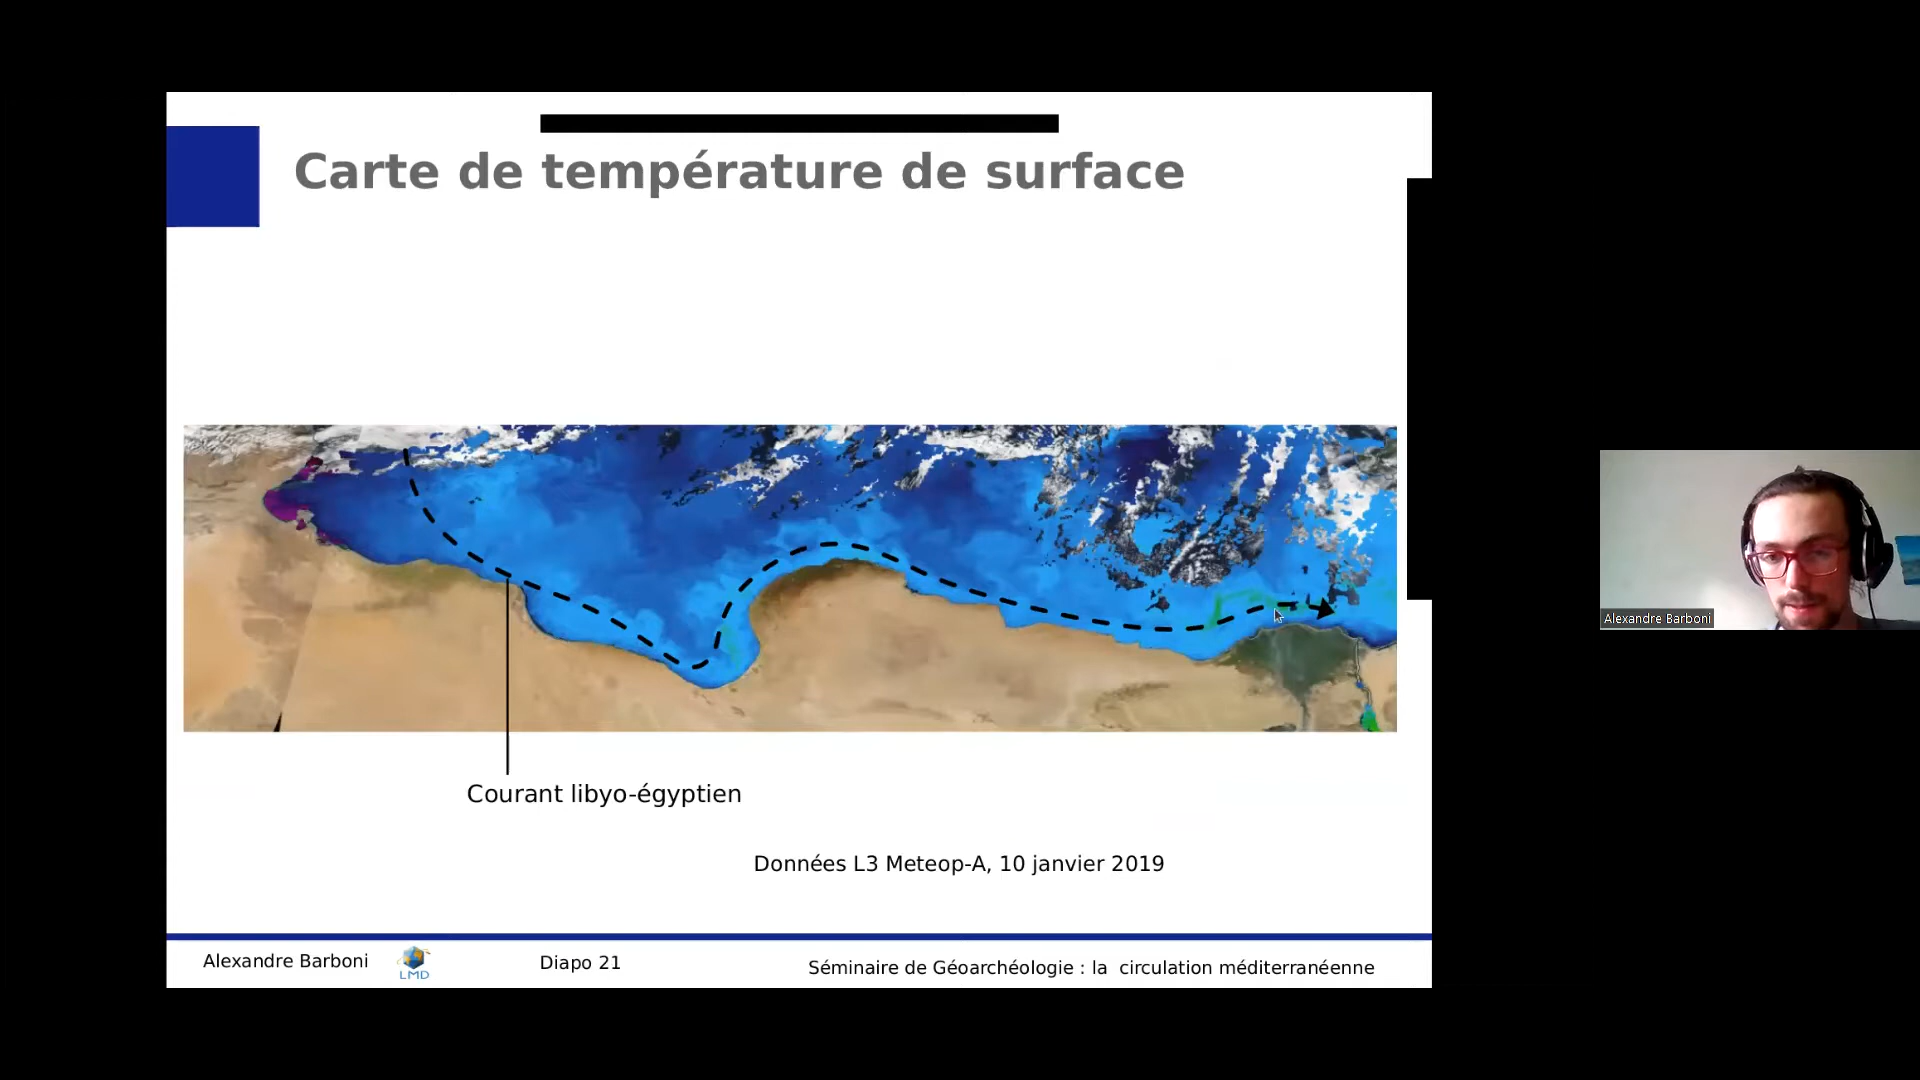 Carte de température de surface
Courant libyo-égyptien
Données L3 Meteop-A, 10 janvier 2019
Alexandre Barboni
LMD
Diapo 21
Séminaire de Géoarchéologie : la circulation méditerranéenne
Alexandre Barboni